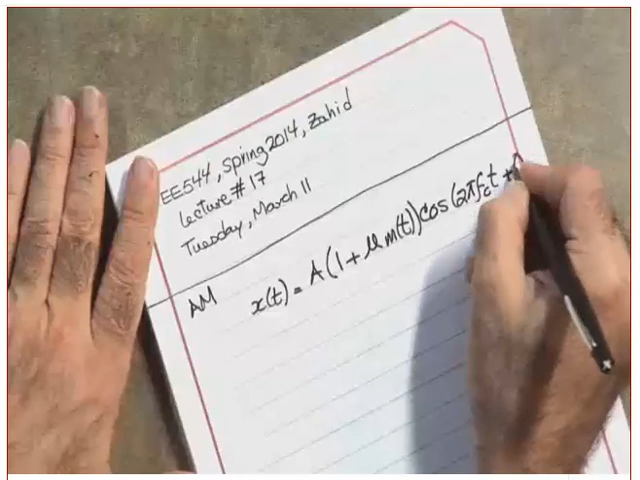 EE544, Spring 2014, Zahid
Lecture # 17
Tuesday, March 11
AM x(t) = A(1 + μ m(t)) cos(2πfct +